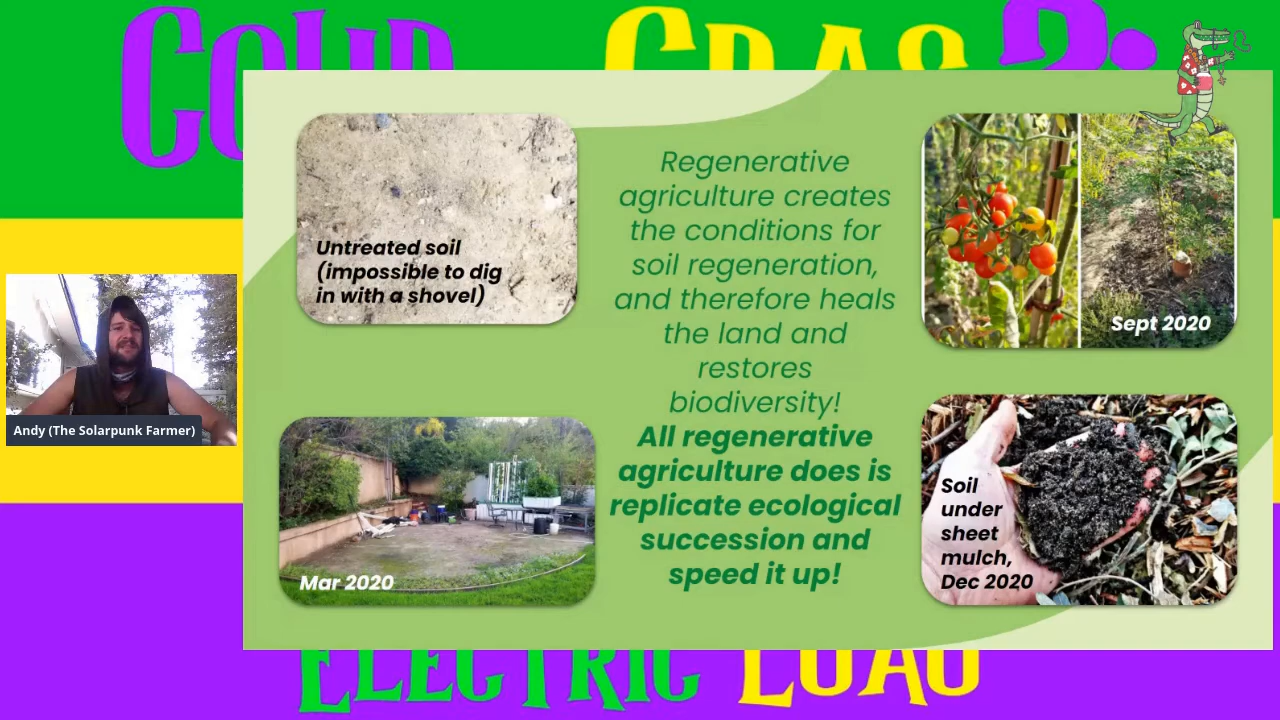 Untreated soil
(impossible to dig
in with a shovel)
Mar 2020
Regenerative
agriculture creates
the conditions for
soil regeneration,
and therefore heals
the land and
restores
biodiversity!
All regenerative
agriculture does is
replicate ecological
succession and
speed it up!
Sept 2020
Soil
under
sheet
mulch,
Dec 2020
Andy (The Solarpunk Farmer)
ELECTRIC LUAU